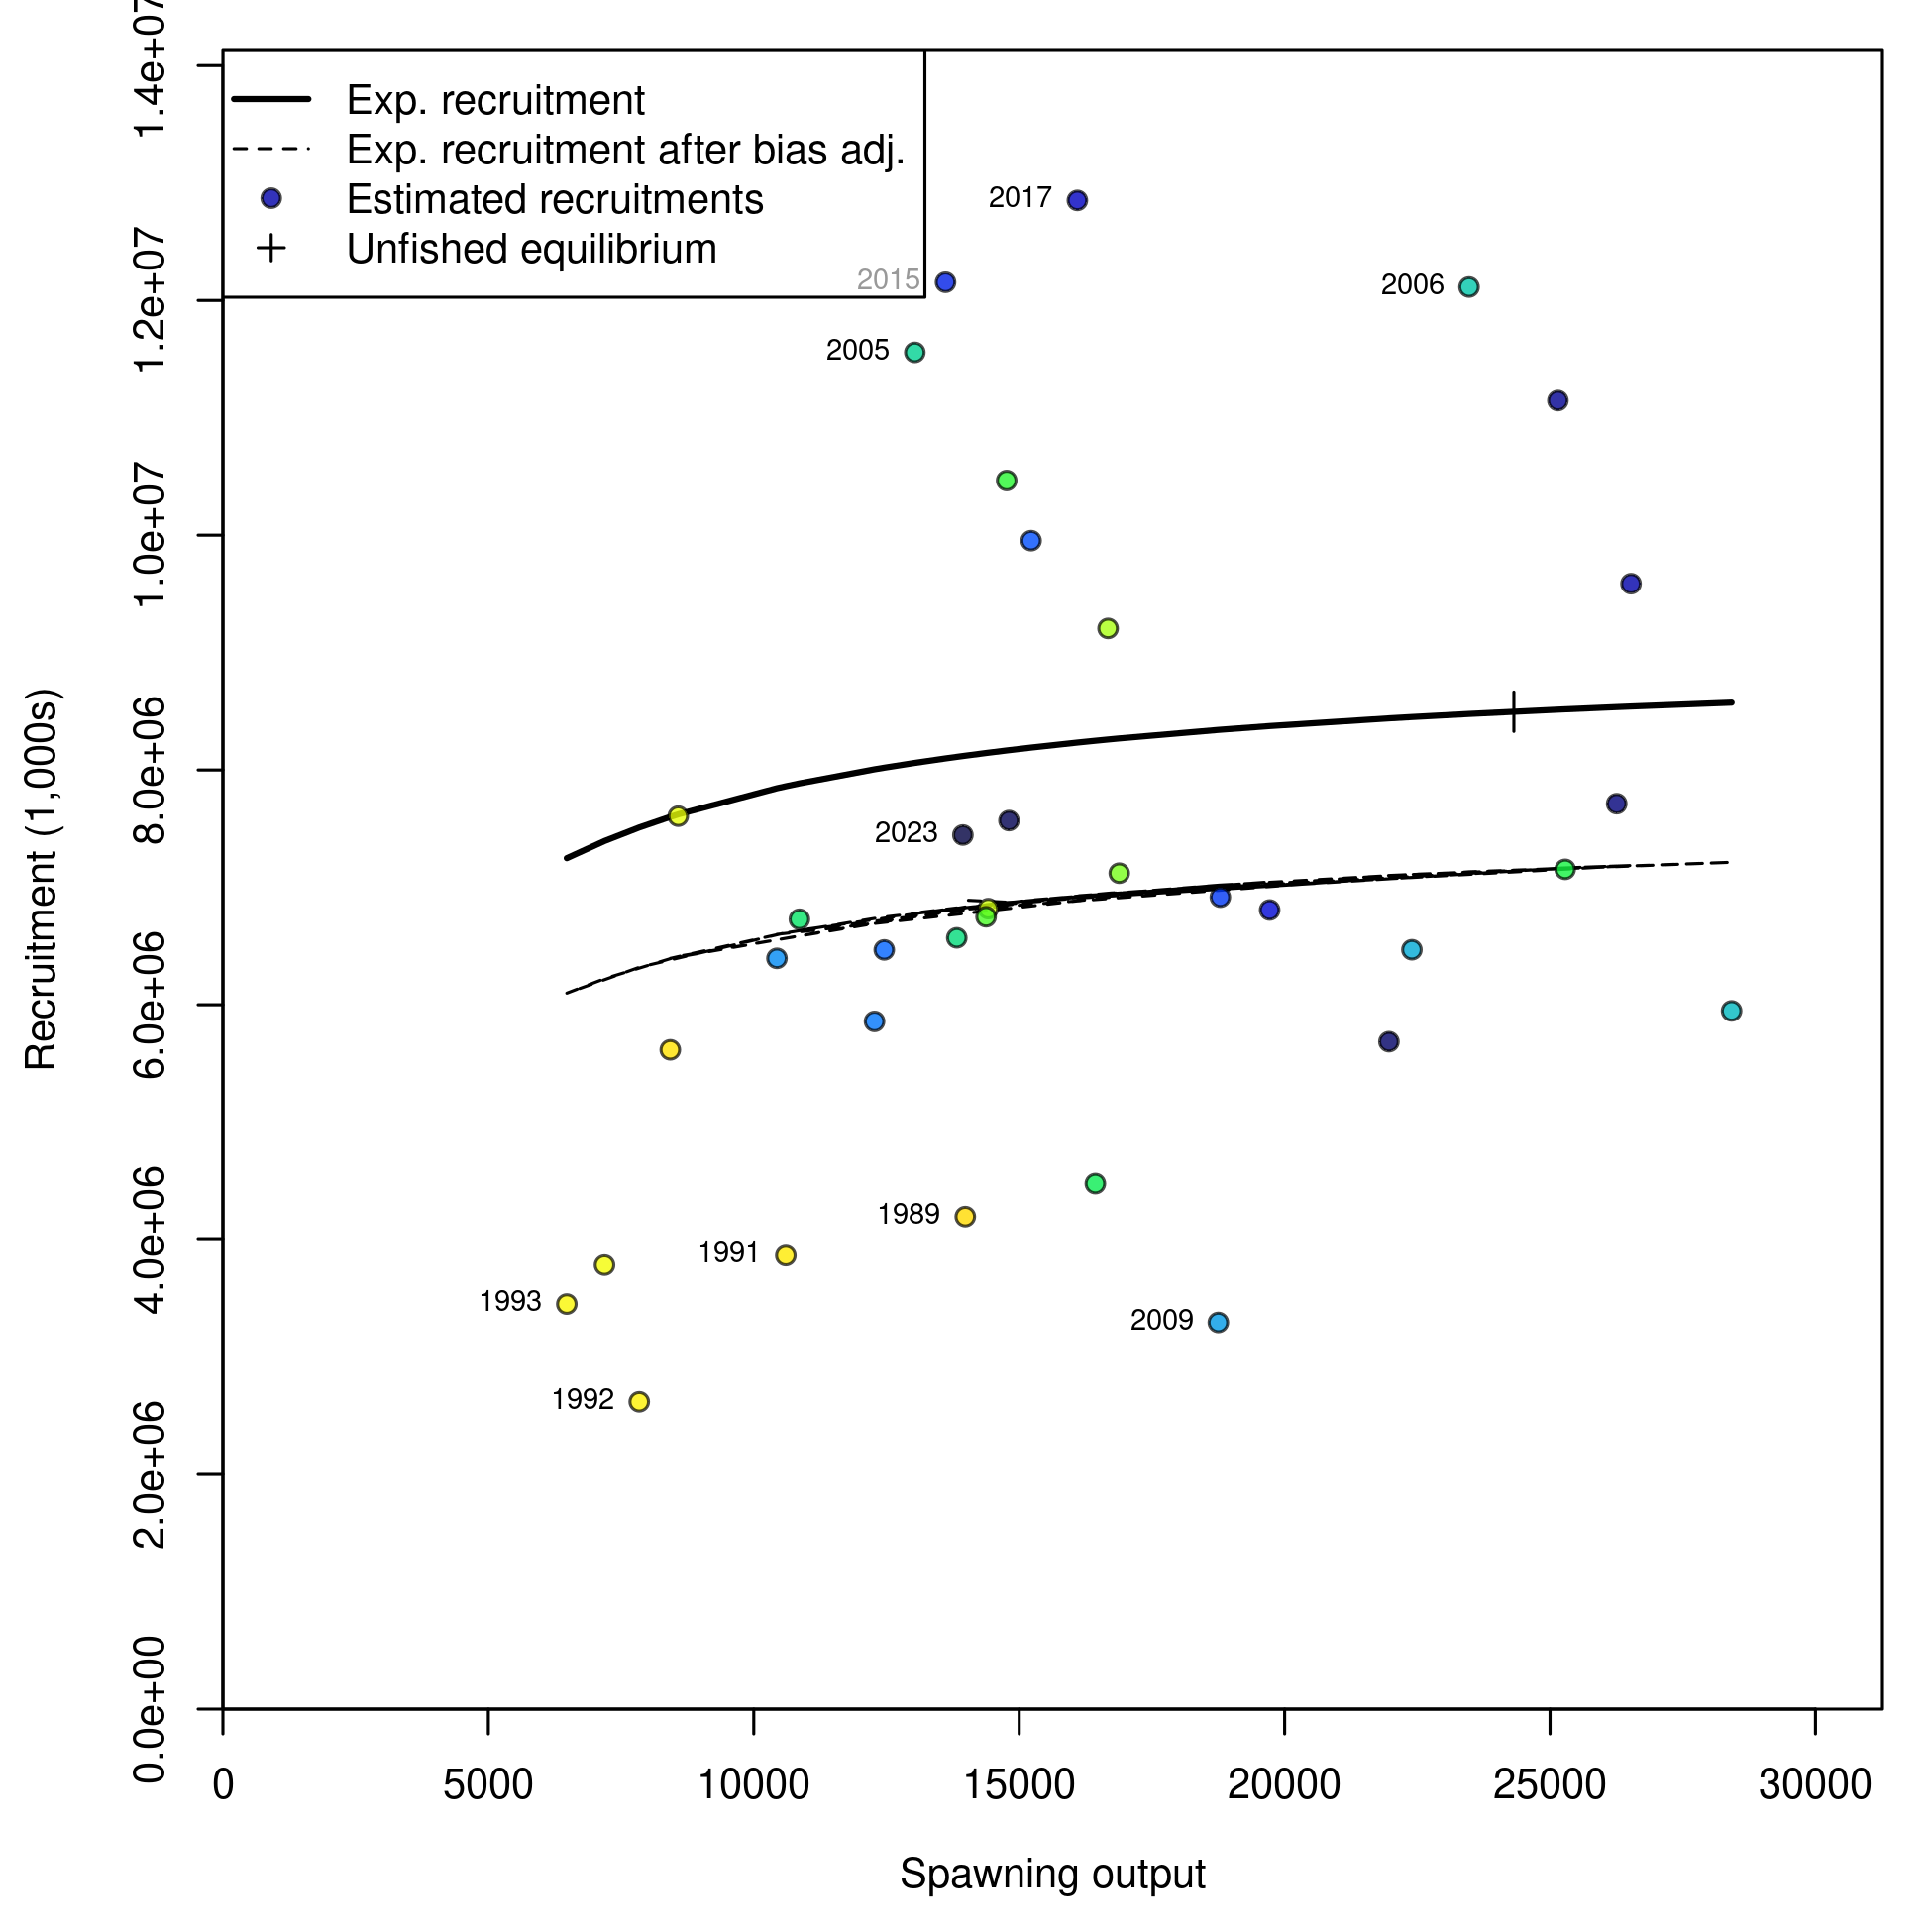 Exp. recruitment
Exp. recruitment after bias adj.
Estimated recruitments
Unfished equilibrium
2017
2015
2006
2005
2023
1989
1991
1993
2009
1992
Recruitment (1,000s)
1.4e+07
1.2e+07
1.0e+07
8.0e+06
6.0e+06
4.0e+06
2.0e+06
0.0e+00
0 5000 10000 15000 20000 25000 30000
Spawning output